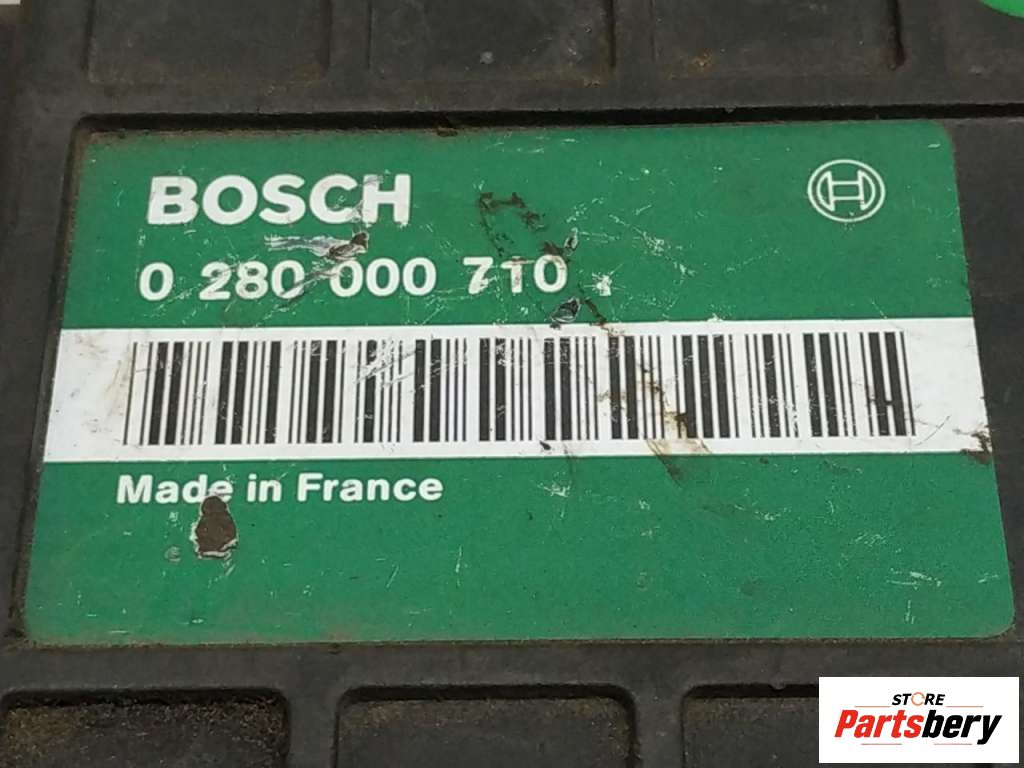 BOSCH
0 280 000 710
Made in France
STORE
Partsbery